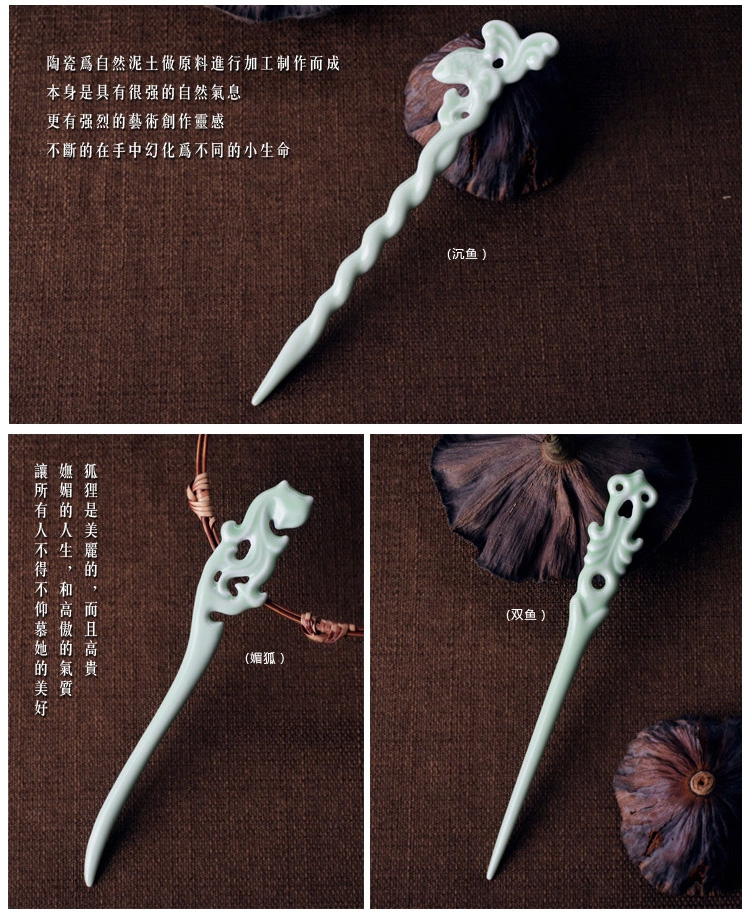 陶瓷爲自然泥土做原料進行加工制作而成
本身是具有很强的自然氣息
更有强烈的藝術創作靈感
不斷的在手中幻化爲不同的小生命
(沉鱼)
狐狸是美麗的，而且高貴
嫵媚的人生，和高傲的氣質
讓所有人不得不仰慕她的美好
(媚狐)
(双鱼)